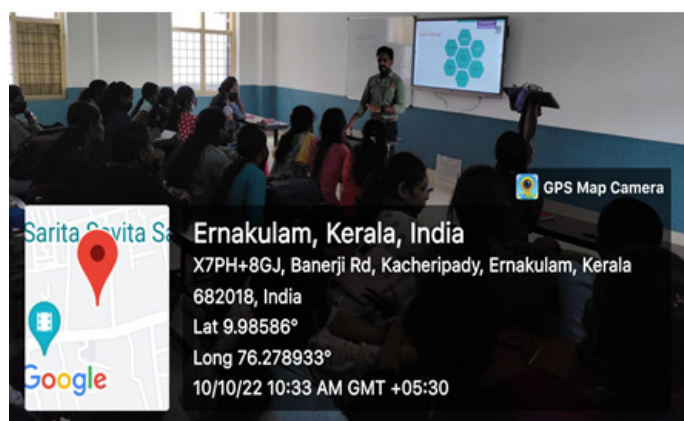 GPS Map Camera
Sarita Savita Sa
Google
Ernakulam, Kerala, India
X7PH+8GJ, Banerji Rd, Kacheripady, Ernakulam, Kerala
682018, India
Lat 9.98586°
Long 76.278933°
10/10/22 10:33 AM GMT +05:30